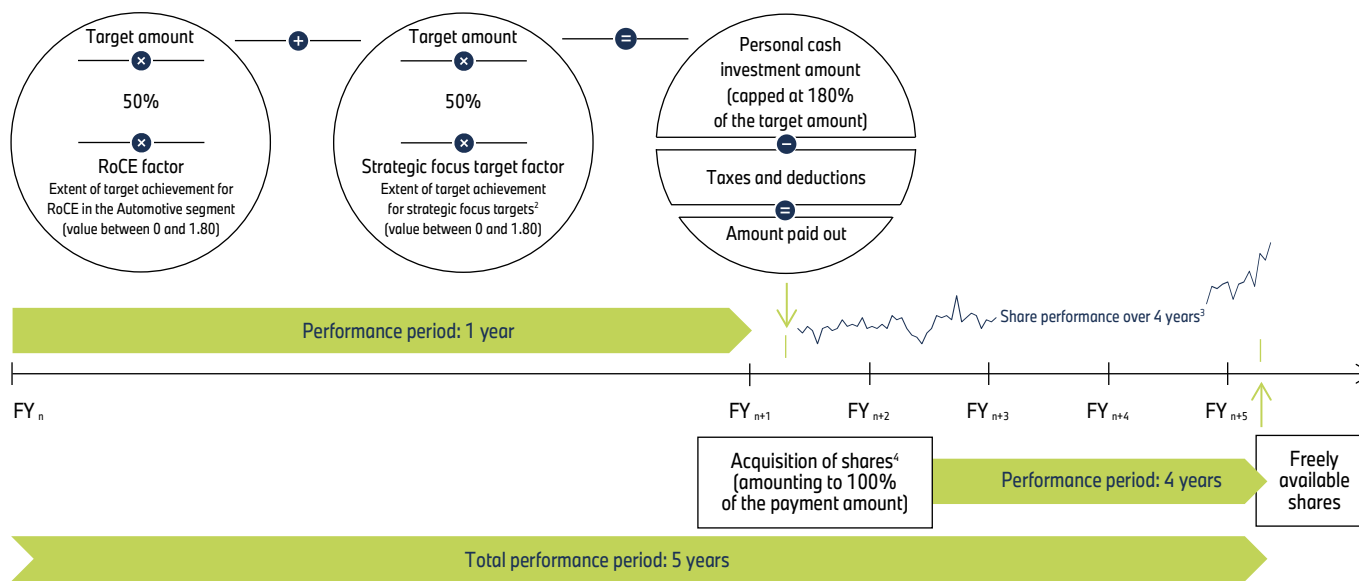 Target amount
×
50%
×
RoCE factor
Extent of target achievement for
RoCE in the Automotive segment
(value between 0 and 1.80)
+
Target amount
×
50%
×
Strategic focus target factor
Extent of target achievement
for strategic focus targets²
(value between 0 and 1.80)
=
Personal cash
investment amount
(capped at 180%
of the target amount)
−
Taxes and deductions
=
Amount paid out
Performance period: 1 year
Share performance over 4 years³
FY n
FY n+1
FY n+2
FY n+3
FY n+4
FY n+5
Acquisition of shares⁴
(amounting to 100%
of the payment amount)
Performance period: 4 years
Freely
available
shares
Total performance period: 5 years